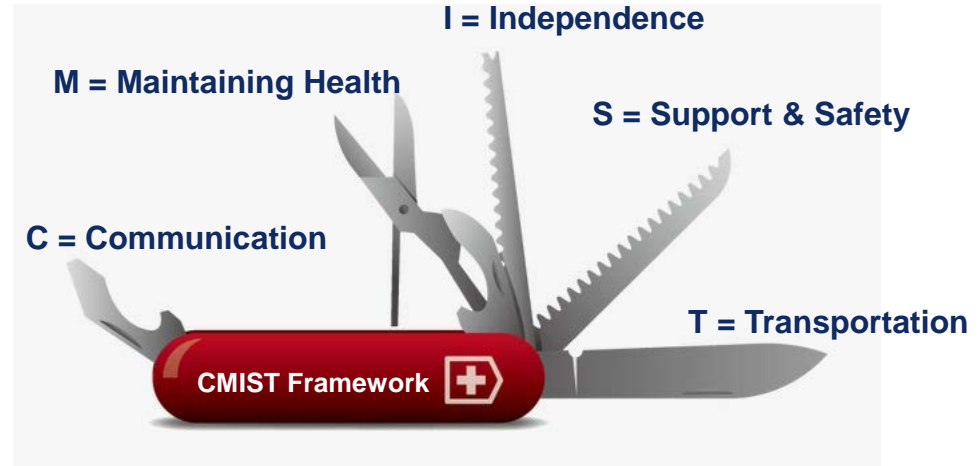 I = Independence
M = Maintaining Health
S = Support & Safety
C = Communication
T = Transportation
CMIST Framework